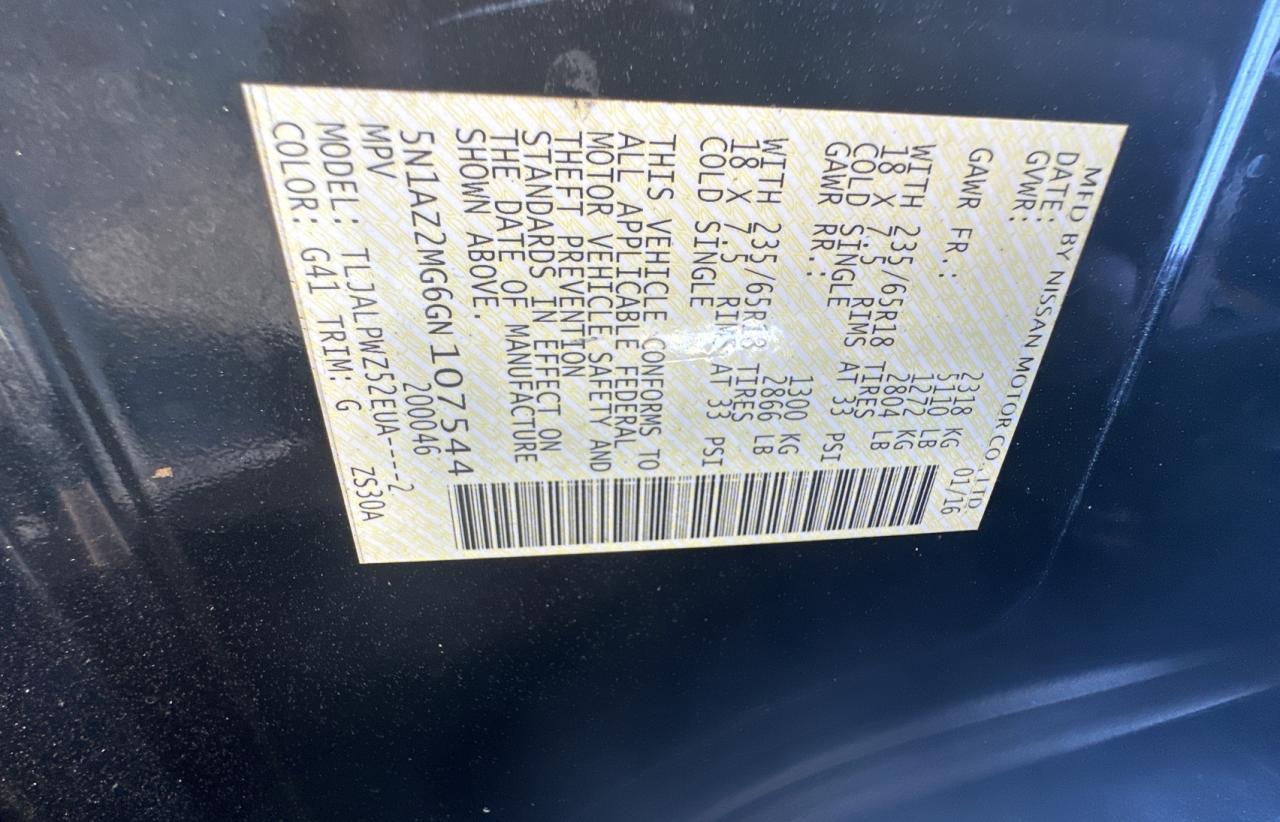 MFD BY NISSAN MOTOR CO.,LTD.
DATE: 01/16
GVWR: 2318 KG
5110 LB
GAWR FR.: 1272 KG
2804 LB
WITH 235/65R18 TIRES
18 X 7.5 RIMS AT 33 PSI
COLD SINGLE
GAWR RR.: 1300 KG
2866 LB
WITH 235/65R18 TIRES
18 X 7.5 RIMS AT 33 PSI
COLD SINGLE
THIS VEHICLE CONFORMS TO
ALL APPLICABLE FEDERAL
MOTOR VEHICLE SAFETY AND
THEFT PREVENTION
STANDARDS IN EFFECT ON
THE DATE OF MANUFACTURE
SHOWN ABOVE.
5N1AZ2MG6GN107544
MPV 200046
MODEL: TLJALPWZ52EUA----2
COLOR: G41 TRIM: G ZS30A